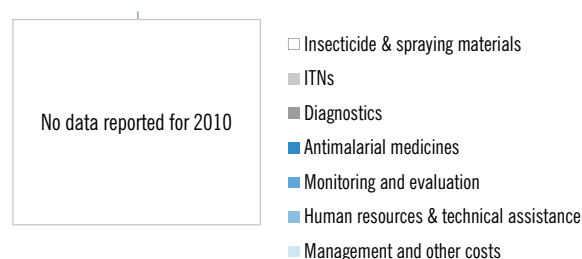 No data reported for 2010
Insecticide & spraying materials
ITNs
Diagnostics
Antimalarial medicines
Monitoring and evaluation
Human resources & technical assistance
Management and other costs